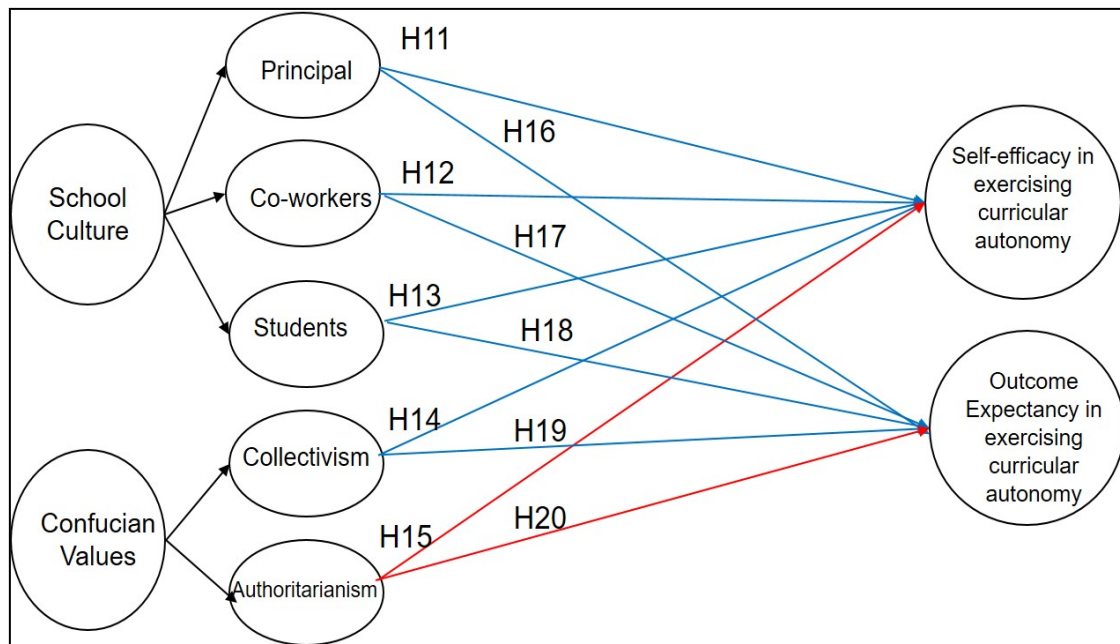 H11
Principal
H16
School
Culture
H12
Co-workers
H17
Self-efficacy in
exercising
curricular
autonomy
H13
Students
H18
H14
Collectivism
H19
Outcome
Expectancy in
exercising
curricular
autonomy
Confucian
Values
H15
H20
Authoritarianism